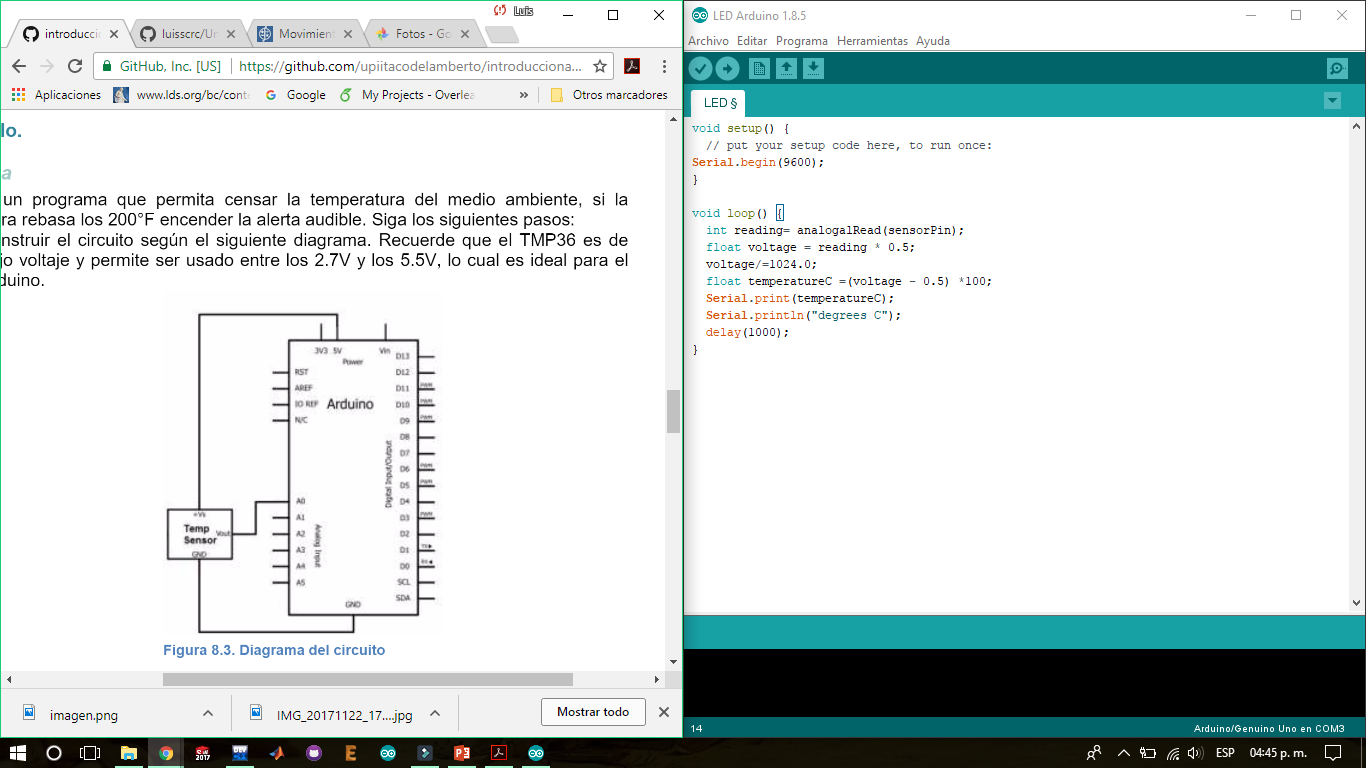 Luis
introducció
luisscrc/Un
Movimien
Fotos - Go
GitHub, Inc. [US]
https://github.com/upiitacodelamberto/introducciona...
Aplicaciones
www.lds.org/bc/cont
Google
My Projects - Overlea
»
Otros marcadores
lo.
a
un programa que permita censar la temperatura del medio ambiente, si la
ra rebasa los 200°F encender la alerta audible. Siga los siguientes pasos:
nstruir el circuito según el siguiente diagrama. Recuerde que el TMP36 es de
jo voltaje y permite ser usado entre los 2.7V y los 5.5V, lo cual es ideal para el
duino.
3V3 5V Vin
Power
D13
RST D12
AREF D11 PWM
IO REF Arduino D10 PWM
N/C D9 PWM
D8
D7
D6 PWM
D5 PWM
Digital Input/Output
A0 D4
A1 D3 PWM
A2 D2
A3 D1 TX
A4 D0 RX
A5 SCL
SDA
Analog Input
GND
+Vs
Temp
Sensor
Vout
GND
Figura 8.3. Diagrama del circuito
imagen.png
IMG_20171122_17....jpg
Mostrar todo
LED Arduino 1.8.5
Archivo Editar Programa Herramientas Ayuda
LED §
void setup() {
// put your setup code here, to run once:
Serial.begin(9600);
}
void loop() {
int reading= analogalRead(sensorPin);
float voltage = reading * 0.5;
voltage/=1024.0;
float temperatureC =(voltage - 0.5) *100;
Serial.print(temperatureC);
Serial.println("degrees C");
delay(1000);
}
14
Arduino/Genuino Uno en COM3
ESP
04:45 p. m.